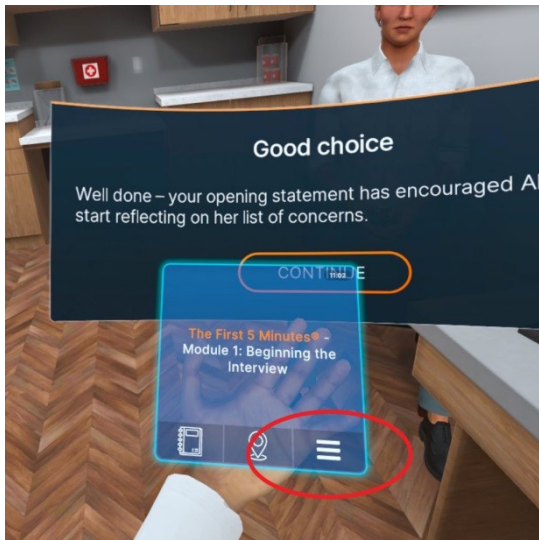 Good choice
Well done – your opening statement has encouraged
start reflecting on her list of concerns.
CONTINUE
11:02
The First 5 Minutes® -
Module 1: Beginning the
Interview